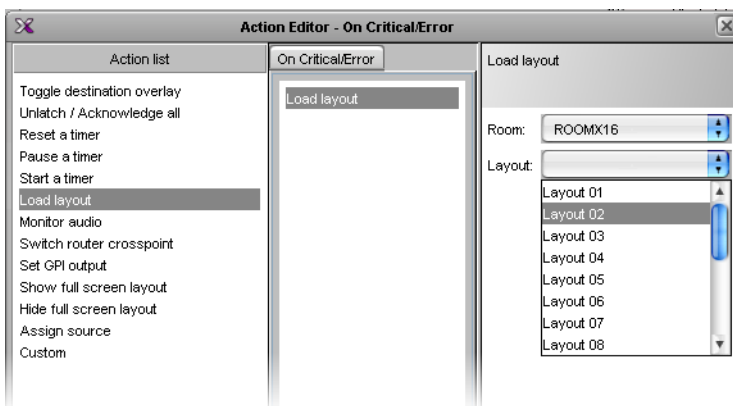 Action Editor - On Critical/Error
Action list
Toggle destination overlay
Unlatch / Acknowledge all
Reset a timer
Pause a timer
Start a timer
Load layout
Monitor audio
Switch router crosspoint
Set GPI output
Show full screen layout
Hide full screen layout
Assign source
Custom
On Critical/Error
Load layout
Load layout
Room: ROOMX16
Layout:
Layout 01
Layout 02
Layout 03
Layout 04
Layout 05
Layout 06
Layout 07
Layout 08